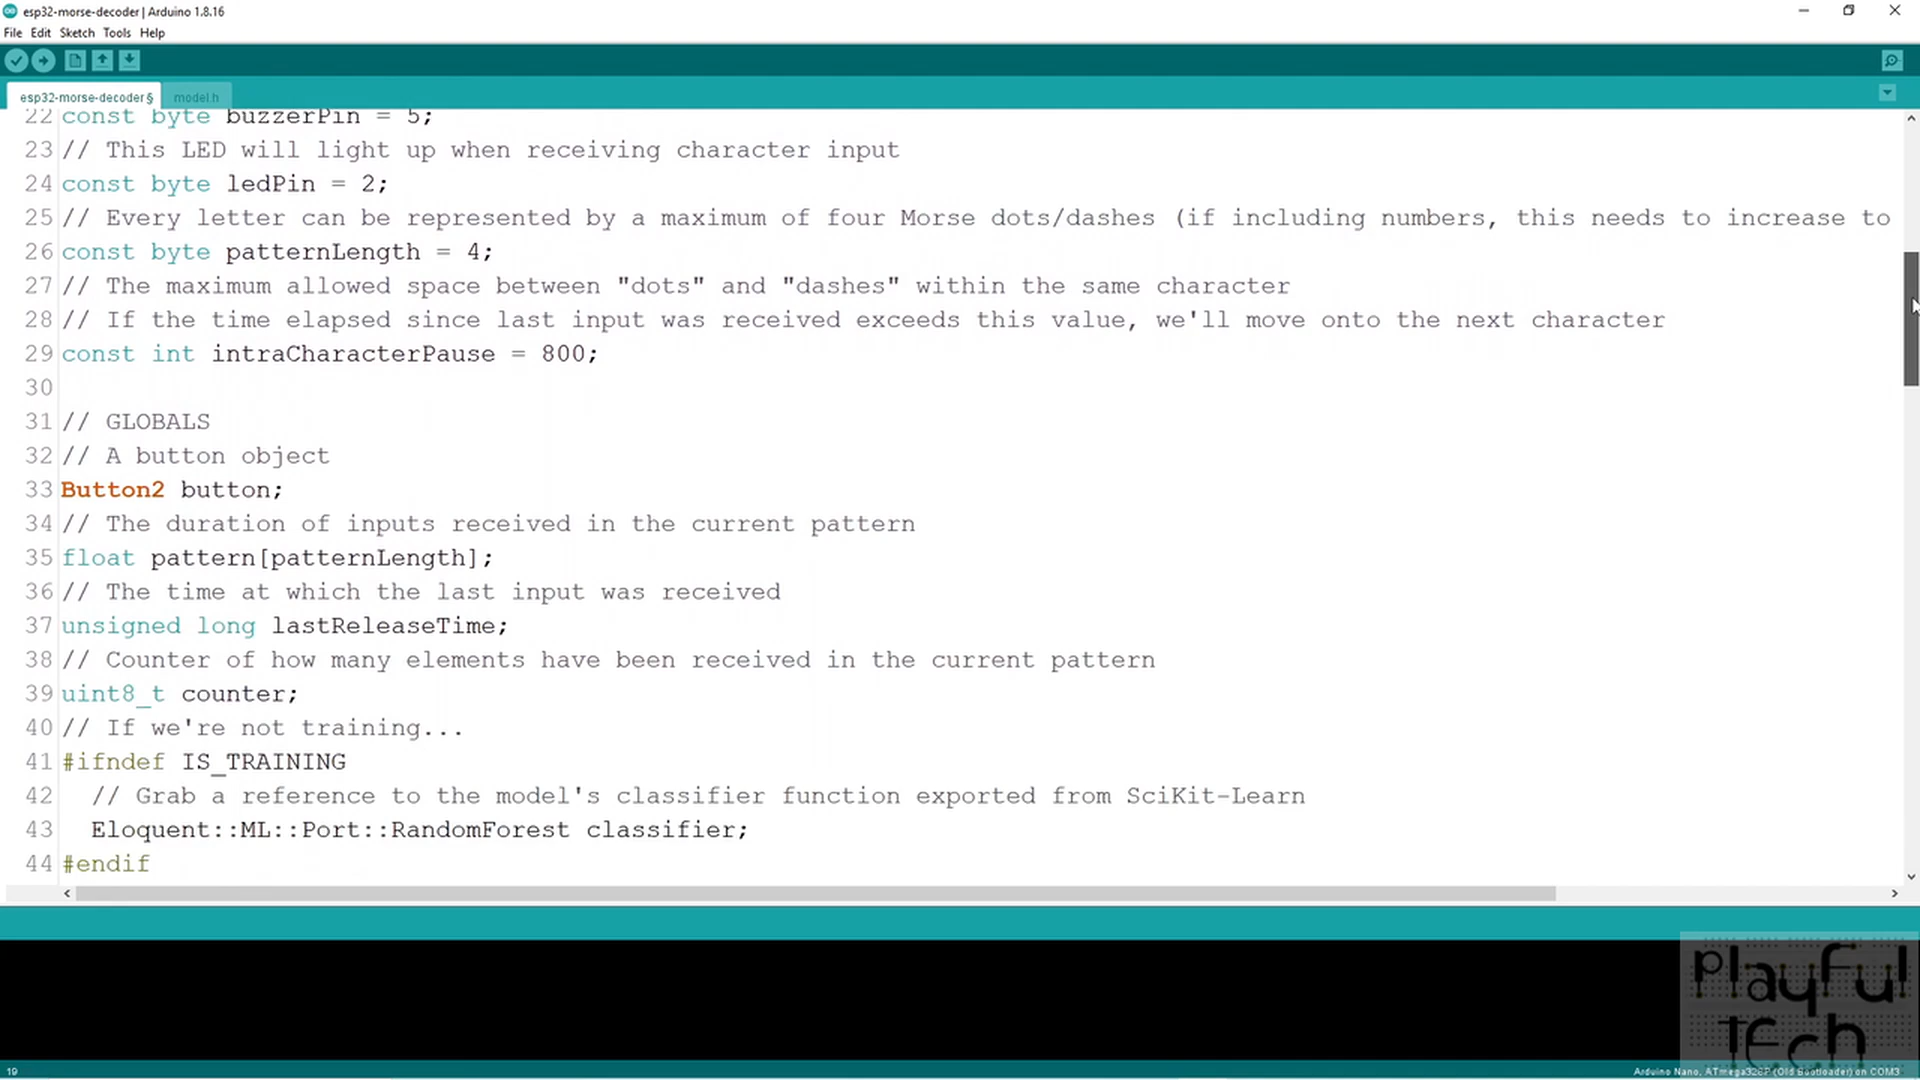 esp32-morse-decoder | Arduino 1.8.16
File Edit Sketch Tools Help
esp32-morse-decoder § model.h
22 const byte buzzerPin = 5;
23 // This LED will light up when receiving character input
24 const byte ledPin = 2;
25 // Every letter can be represented by a maximum of four Morse dots/dashes (if including numbers, this needs to increase to
26 const byte patternLength = 4;
27 // The maximum allowed space between "dots" and "dashes" within the same character
28 // If the time elapsed since last input was received exceeds this value, we'll move onto the next character
29 const int intraCharacterPause = 800;
30
31 // GLOBALS
32 // A button object
33 Button2 button;
34 // The duration of inputs received in the current pattern
35 float pattern[patternLength];
36 // The time at which the last input was received
37 unsigned long lastReleaseTime;
38 // Counter of how many elements have been received in the current pattern
39 uint8_t counter;
40 // If we're not training...
41 #ifndef IS_TRAINING
42 // Grab a reference to the model's classifier function exported from SciKit-Learn
43 Eloquent::ML::Port::RandomForest classifier;
44 #endif
playful
tech
19 Arduino Nano, ATmega328P (Old Bootloader) on COM3